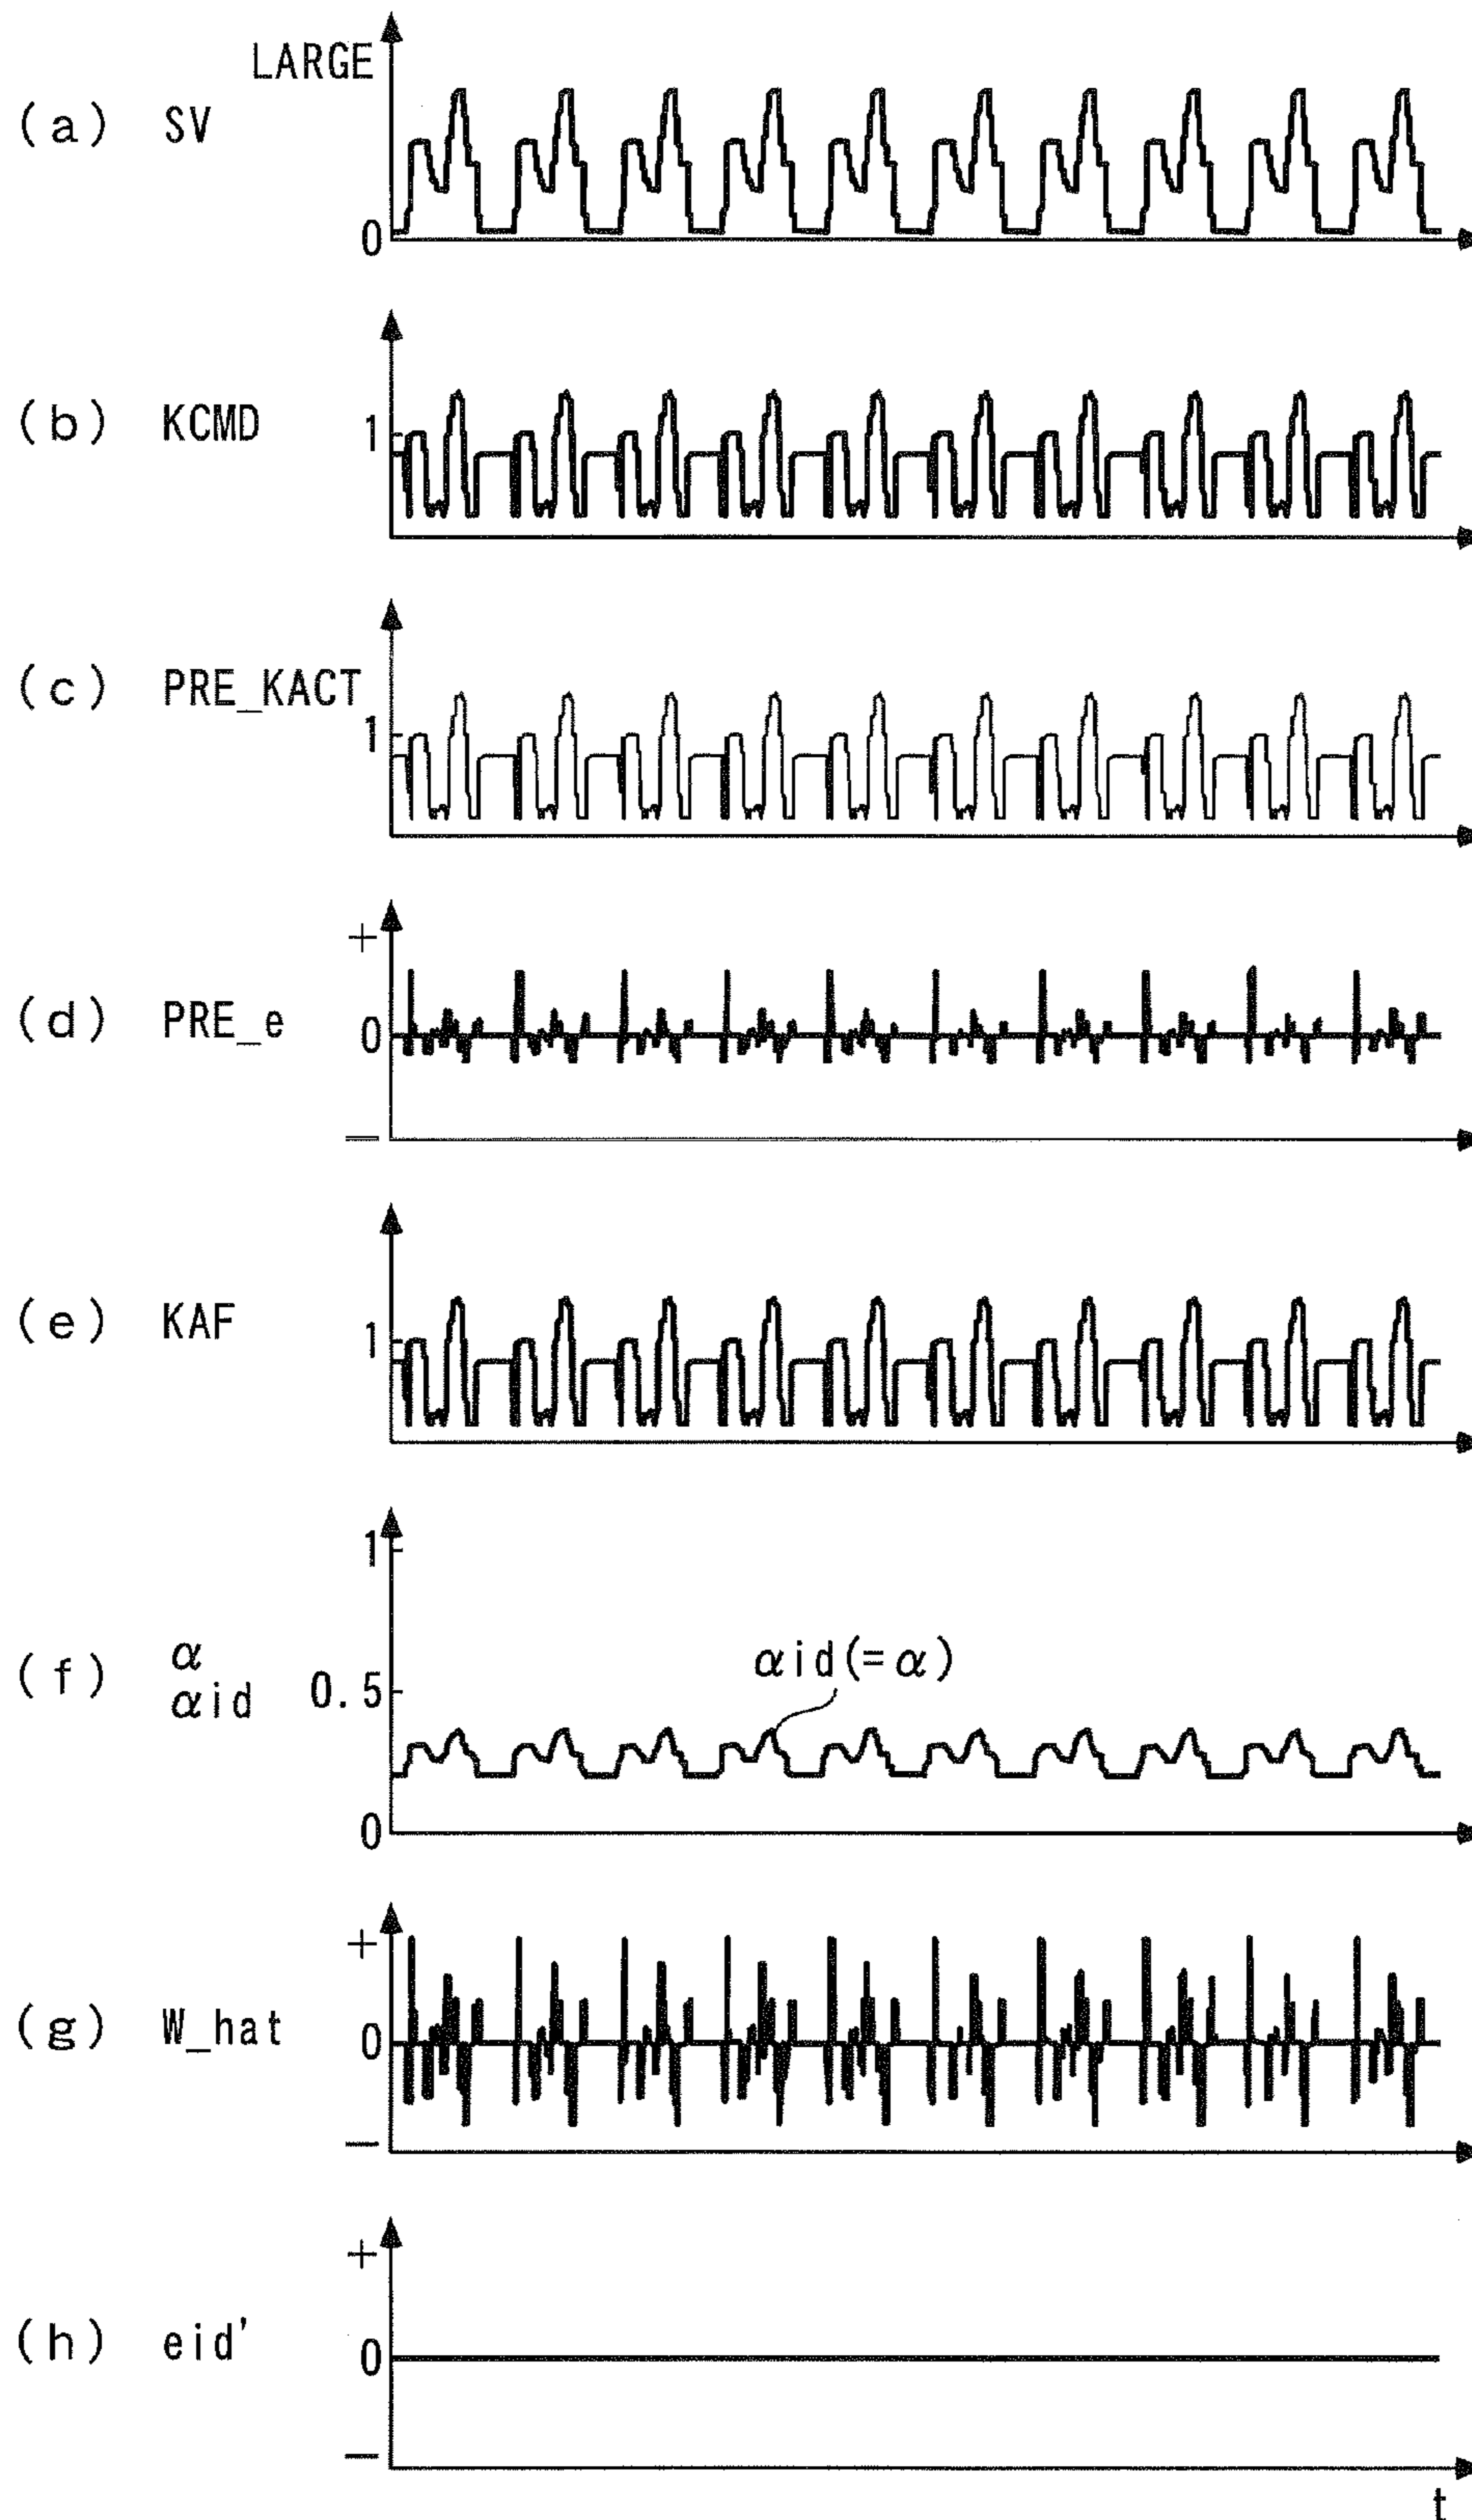 LARGE
(a) SV
0
(b) KCMD
1
(c) PRE_KACT
1
+
(d) PRE_e
0
−
(e) KAF
1
1
(f) α
αid
0.5
αid(=α)
0
+
(g) W_hat
0
−
+
(h) eid'
0
−
t